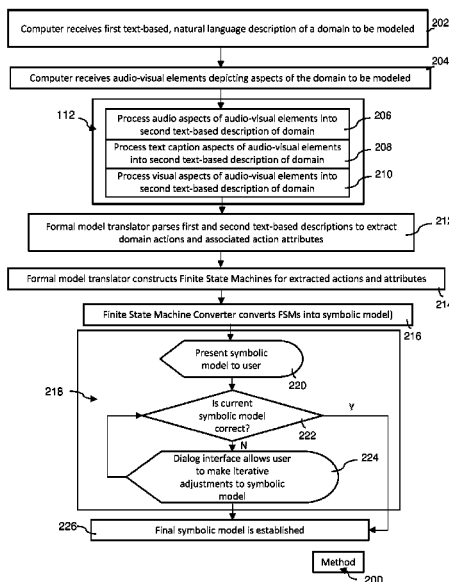 Computer receives first text-based, natural language description of a domain to be modeled
202
204
Computer receives audio-visual elements depicting aspects of the domain to be modeled
112
Process audio aspects of audio-visual elements into
second text-based description of domain
206
Process text caption aspects of audio-visual elements
into second text-based description of domain
208
Process visual aspects of audio-visual elements into
second text-based description of domain
210
Formal model translator parses first and second text-based descriptions to extract
domain actions and associated action attributes
212
Formal model translator constructs Finite State Machines for extracted actions and attributes
214
Finite State Machine Converter converts FSMs into symbolic model)
216
218
Present symbolic
model to user
220
Is current
symbolic model
correct?
222
Y
N
Dialog interface allows user
to make Iterative
adjustments to symbolic
model
224
226
Final symbolic model is established
Method
200